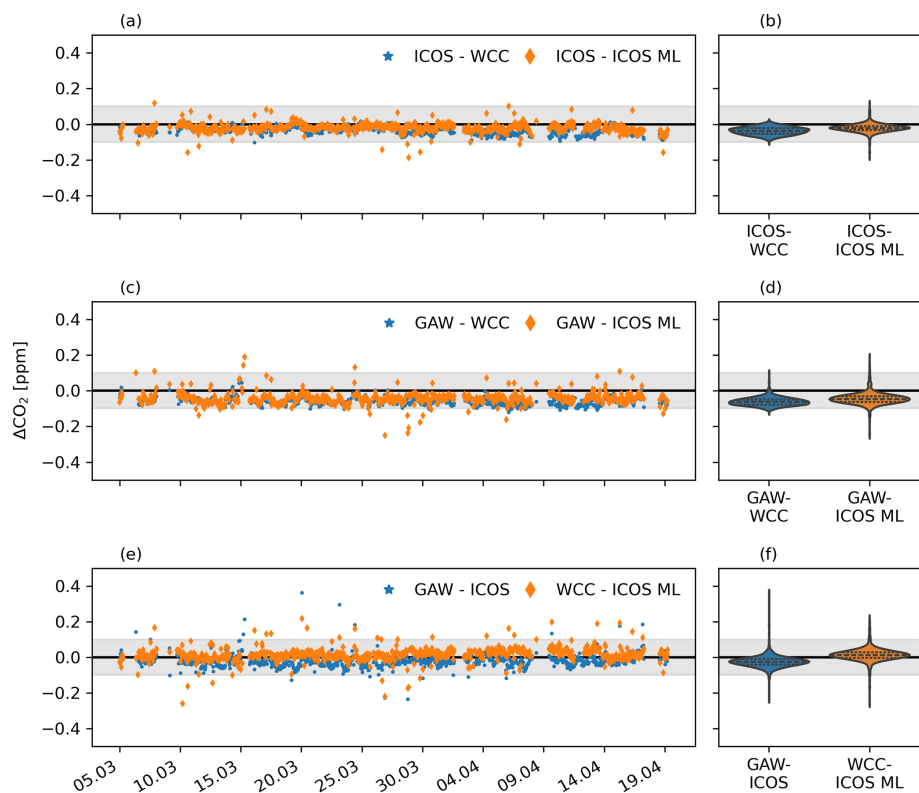 (a)
(b)
0.4
0.2
0.0
−0.2
−0.4
ICOS - WCC
ICOS - ICOS ML
ICOS-
WCC
ICOS-
ICOS ML
(c)
(d)
ΔCO2 [ppm]
0.4
0.2
0.0
−0.2
−0.4
GAW - WCC
GAW - ICOS ML
GAW-
WCC
GAW-
ICOS ML
(e)
(f)
0.4
0.2
0.0
−0.2
−0.4
GAW - ICOS
WCC - ICOS ML
05.03
10.03
15.03
20.03
25.03
30.03
04.04
09.04
14.04
19.04
GAW-
ICOS
WCC-
ICOS ML